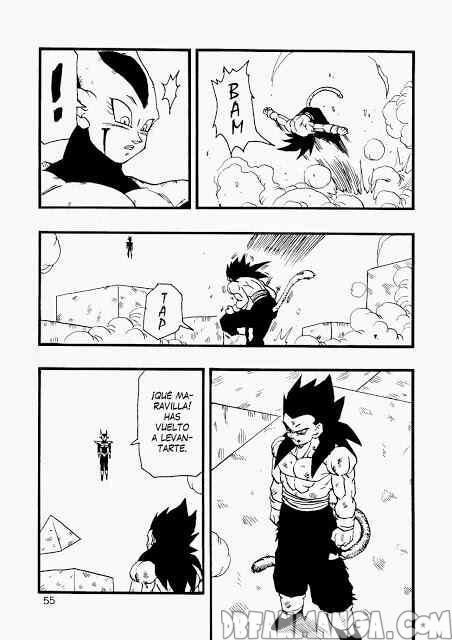 !
BAM
TAP
¡QUÉ MA-
RAVILLA!
HAS
VUELTO
A LEVAN-
TARTE.
55
DBFANMANGA.COM